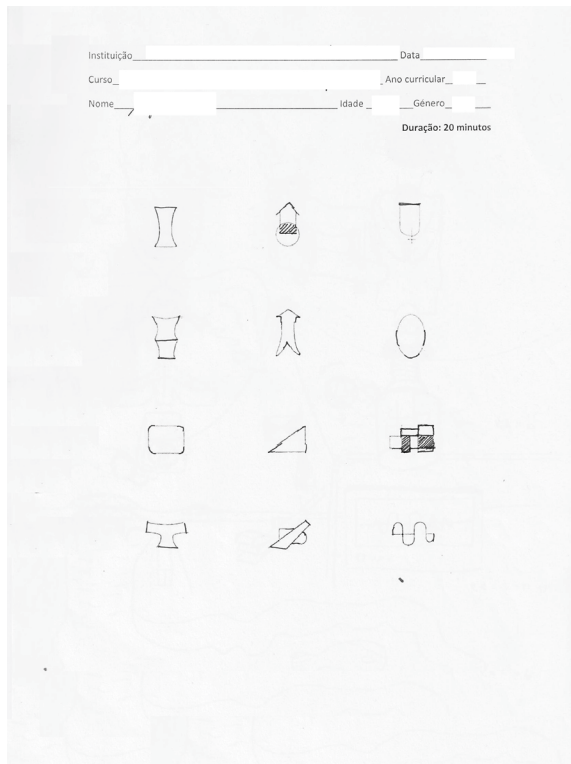 Instituição Data
Curso Ano curricular
Nome Idade Género
Duração: 20 minutos